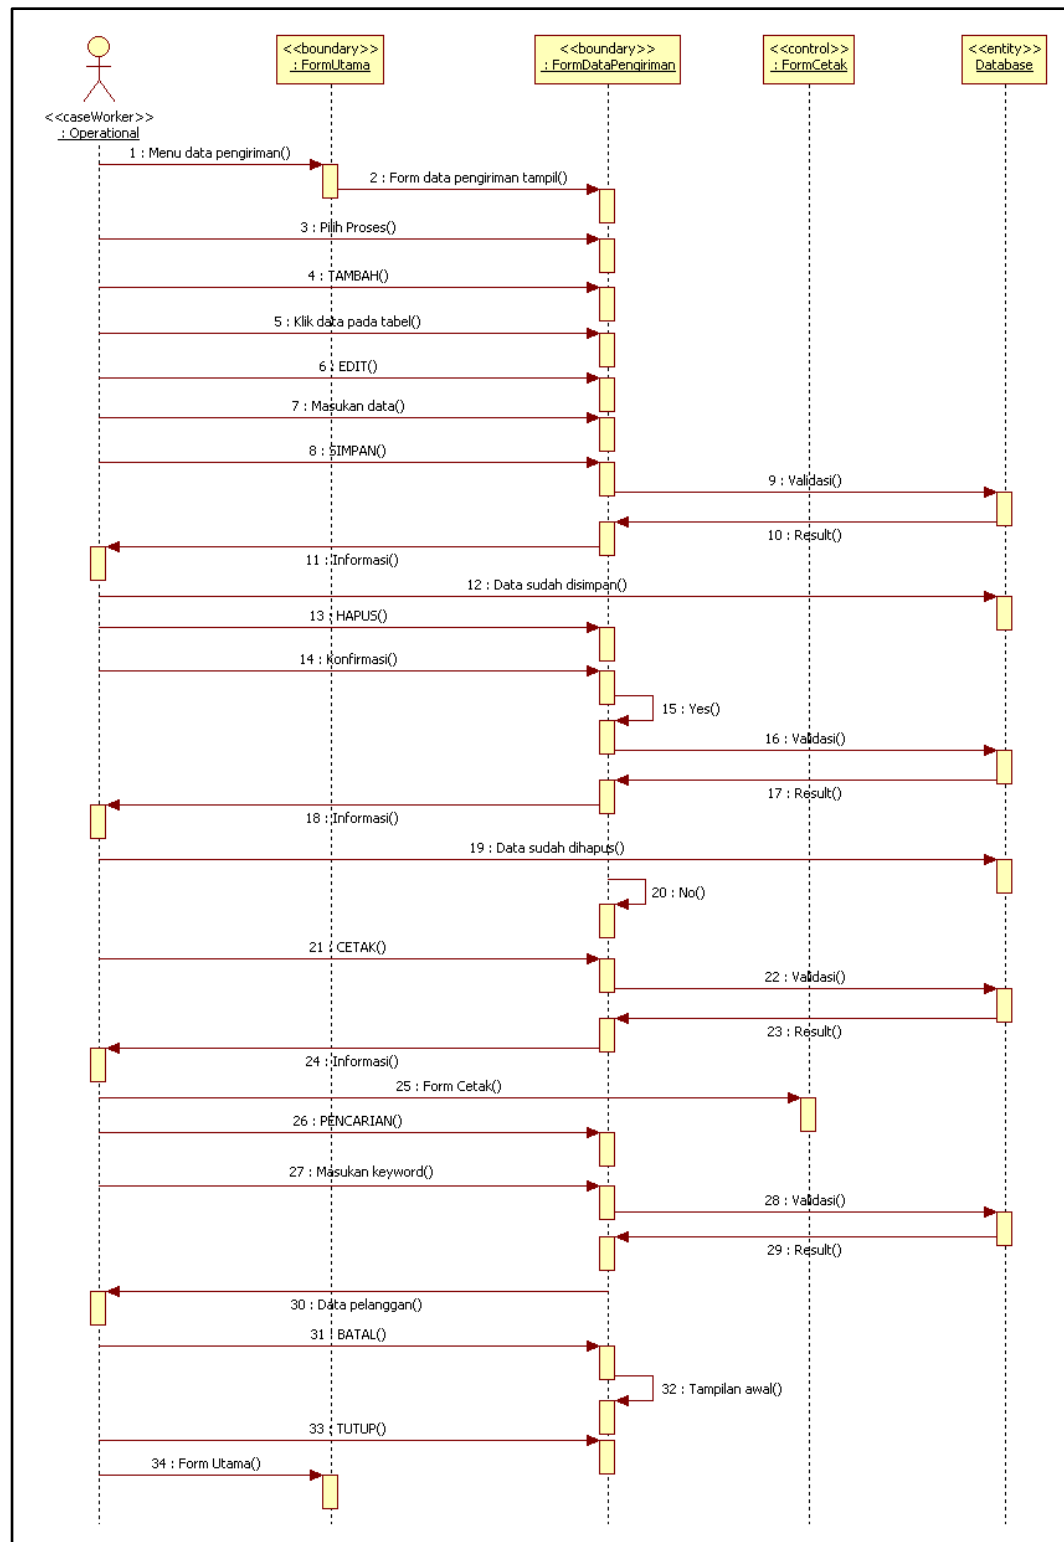 <<boundary>>
: FormUtama
<<boundary>>
: FormDataPengiriman
<<control>>
: FormCetak
<<entity>>
Database
<<caseWorker>>
: Operational
1 : Menu data pengiriman()
2 : Form data pengiriman tampil()
3 : Pilih Proses()
4 : TAMBAH()
5 : Klik data pada tabel()
6 : EDIT()
7 : Masukan data()
8 : SIMPAN()
9 : Validasi()
10 : Result()
11 : Informasi()
12 : Data sudah disimpan()
13 : HAPUS()
14 : Konfirmasi()
15 : Yes()
16 : Validasi()
17 : Result()
18 : Informasi()
19 : Data sudah dihapus()
20 : No()
21 : CETAK()
22 : Validasi()
23 : Result()
24 : Informasi()
25 : Form Cetak()
26 : PENCARIAN()
27 : Masukan keyword()
28 : Validasi()
29 : Result()
30 : Data pelanggan()
31 : BATAL()
32 : Tampilan awal()
33 : TUTUP()
34 : Form Utama()